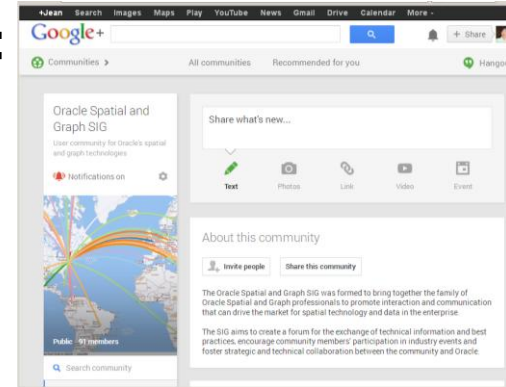 +Jean Search Images Maps Play YouTube News Gmail Drive Calendar More
Google+
+ Share
Communities >
All communities Recommended for you
Oracle Spatial and
Graph SIG
User community for Oracle's spatial
and graph technologies
Notifications on
Public - 91 members
Search community
Share what's new...
Text Photos Link Video Event
About this community
Invite people Share this community
The Oracle Spatial and Graph SIG was formed to bring together the family of
Oracle Spatial and Graph professionals to promote interaction and communication
that can drive the market for spatial technology and data in the enterprise.
The SIG aims to create a forum for the exchange of technical information and best
practices, encourage community members' participation in industry events and
foster strategic and technical collaboration between the community and Oracle.